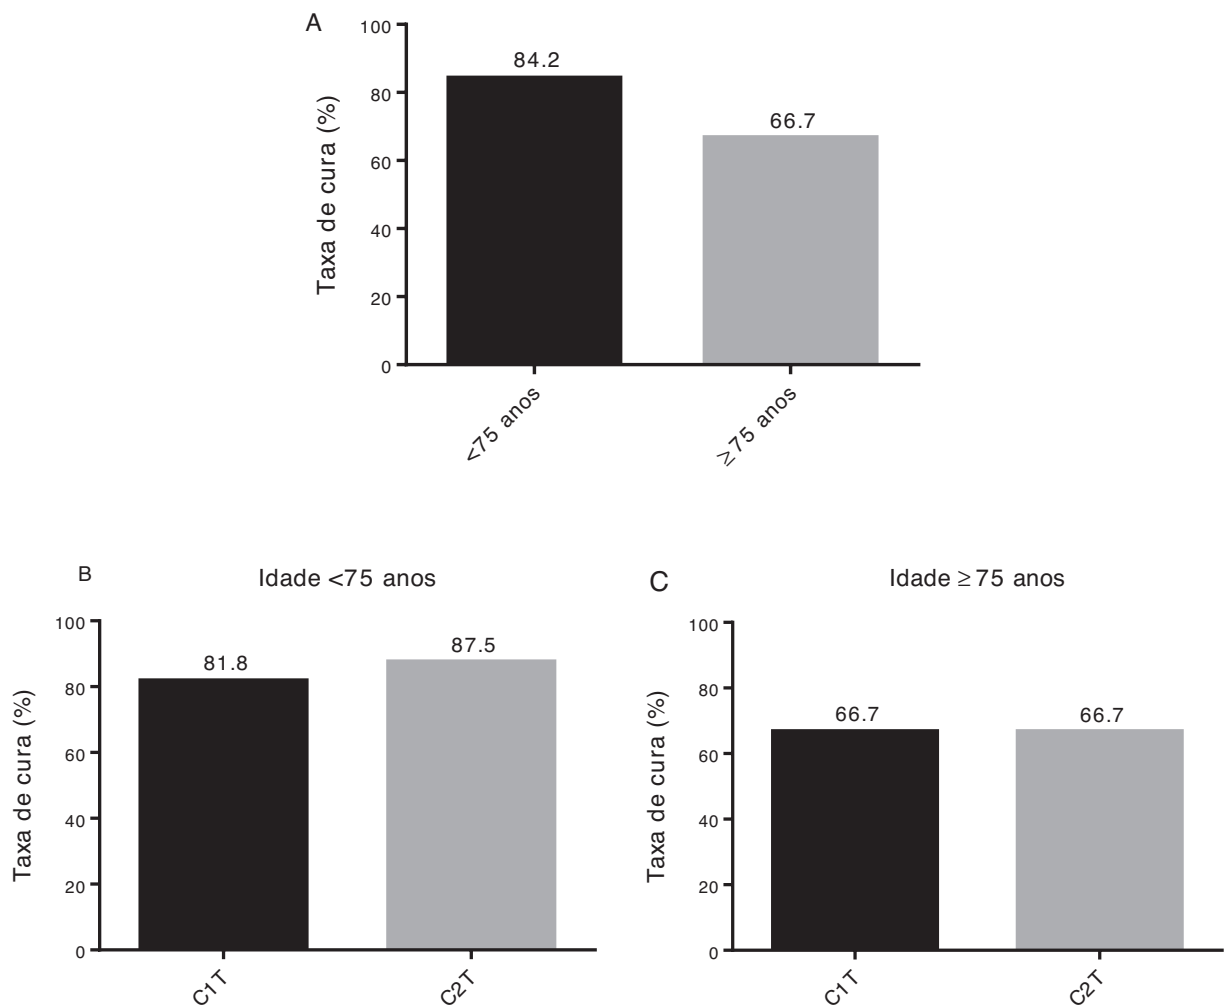 A
100
80
60
40
20
0
Taxa de cura (%)
84.2
66.7
<75 anos
≥75 anos
B
Idade <75 anos
100
80
60
40
20
0
Taxa de cura (%)
81.8
87.5
C1T
C2T
C
Idade ≥ 75 anos
100
80
60
40
20
0
Taxa de cura (%)
66.7
66.7
C1T
C2T